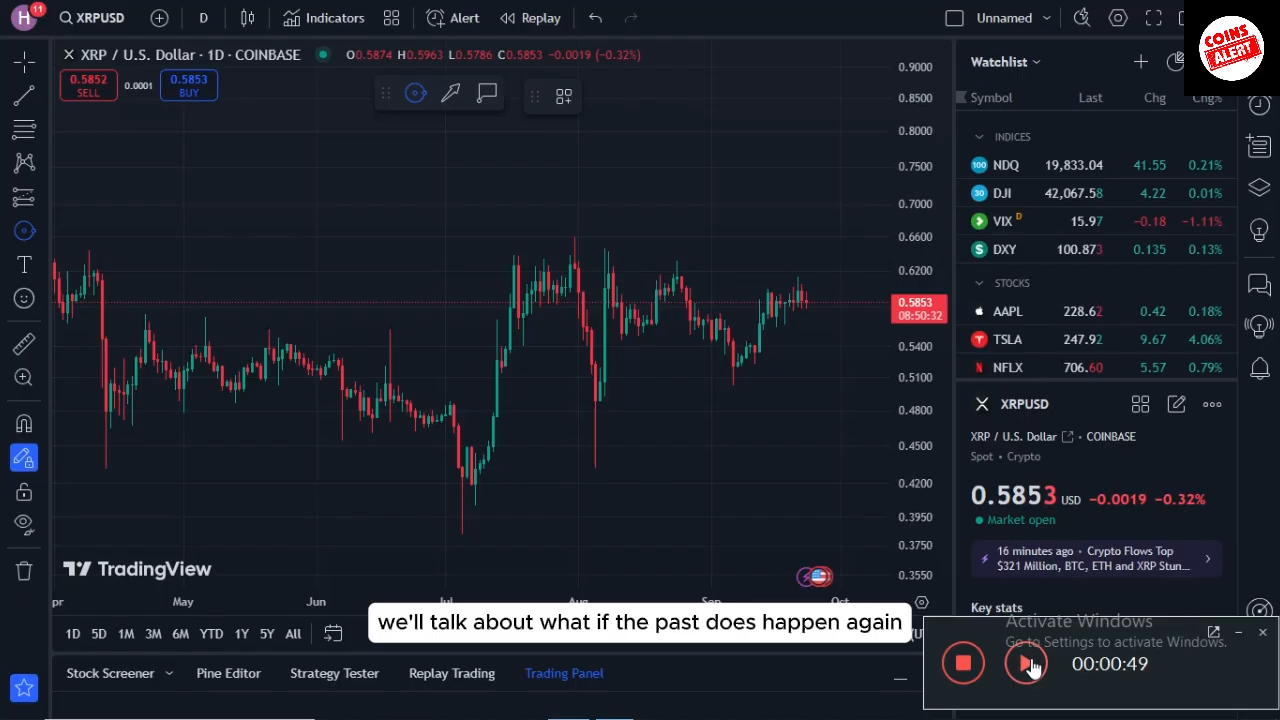 H
11
XRPUSD
D
Indicators
Alert
Replay
Unnamed
COINS
ALERT
XRP / U.S. Dollar · 1D · COINBASE
O0.5874 H0.5963 L0.5786 C0.5853 −0.0019 (−0.32%)
0.5852
SELL
0.0001
0.5853
BUY
0.9000
0.8500
0.8000
0.7500
0.7000
0.6600
0.6200
0.5853
08:50:32
0.5400
0.5100
0.4800
0.4500
0.4200
0.3950
0.3750
0.3550
Watchlist
Symbol Last Chg Chg%
INDICES
100 NDQ 19,833.04 41.55 0.21%
30 DJI 42,067.58 4.22 0.01%
VIX D 15.97 −0.18 −1.11%
$ DXY 100.873 0.135 0.13%
STOCKS
AAPL 228.62 0.42 0.18%
TSLA 247.92 9.67 4.06%
N NFLX 706.60 5.57 0.79%
XRPUSD
XRP / U.S. Dollar · COINBASE
Spot · Crypto
0.5853 USD −0.0019 −0.32%
Market open
16 minutes ago · Crypto Flows Top
$321 Million, BTC, ETH and XRP Stun...
Key stats
TradingView
pr May Jun Jul Aug Sep Oct
we'll talk about what if the past does happen again
1D 5D 1M 3M 6M YTD 1Y 5Y All
Activate Windows
Go to Settings to activate Windows.
00:00:49
Stock Screener Pine Editor Strategy Tester Replay Trading Trading Panel